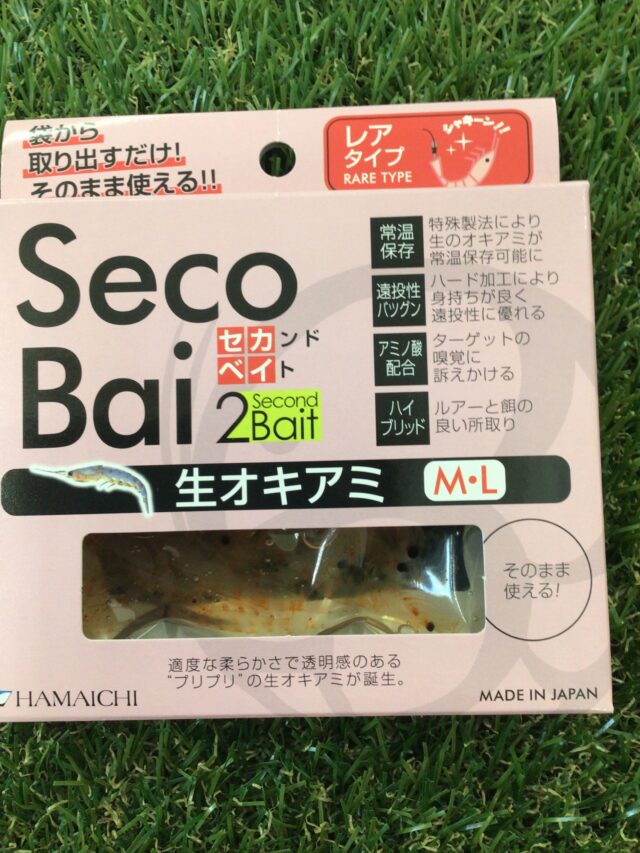 袋から
取り出すだけ!
そのまま使える!!
レア
タイプ
RARE TYPE
シャキーン!!
Seco
Bai
セカンド
ベイト
2 Second
Bait
常温
保存
特殊製法により
生のオキアミが
常温保存可能に
遠投性
バツグン
ハード加工により
身持ちが良く
遠投性に優れる
アミノ酸
配合
ターゲットの
嗅覚に
訴えかける
ハイ
ブリッド
ルアーと餌の
良い所取り
生オキアミ M・L
そのまま
使える!
適度な柔らかさで透明感のある
“プリプリ”の生オキアミが誕生。
HAMAICHI
MADE IN JAPAN